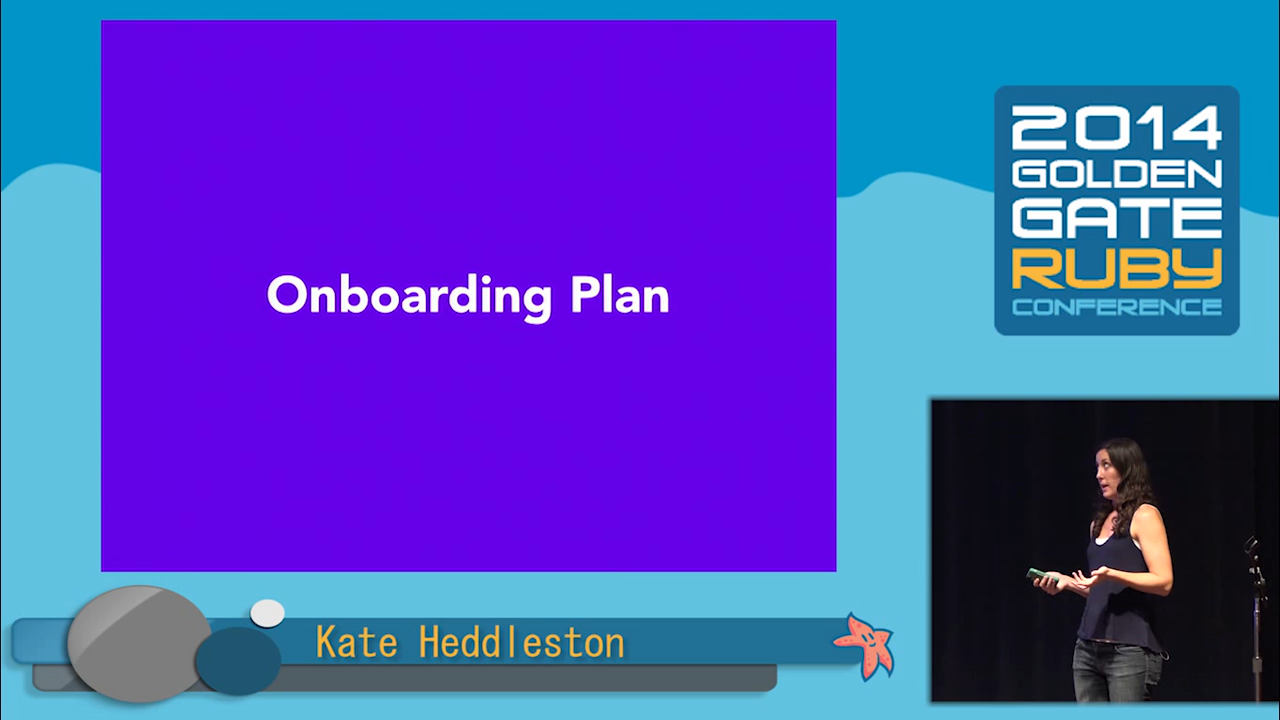 Onboarding Plan
2014
GOLDEN
GATE
RUBY
CONFERENCE
Kate Heddleston